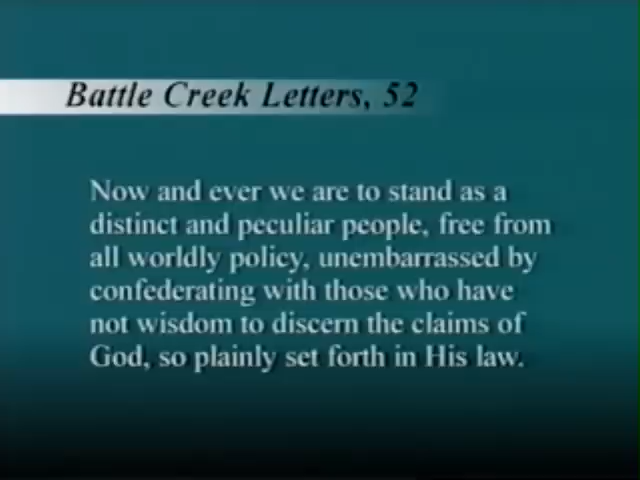 Battle Creek Letters, 52
Now and ever we are to stand as a
distinct and peculiar people, free from
all worldly policy, unembarrassed by
confederating with those who have
not wisdom to discern the claims of
God, so plainly set forth in His law.